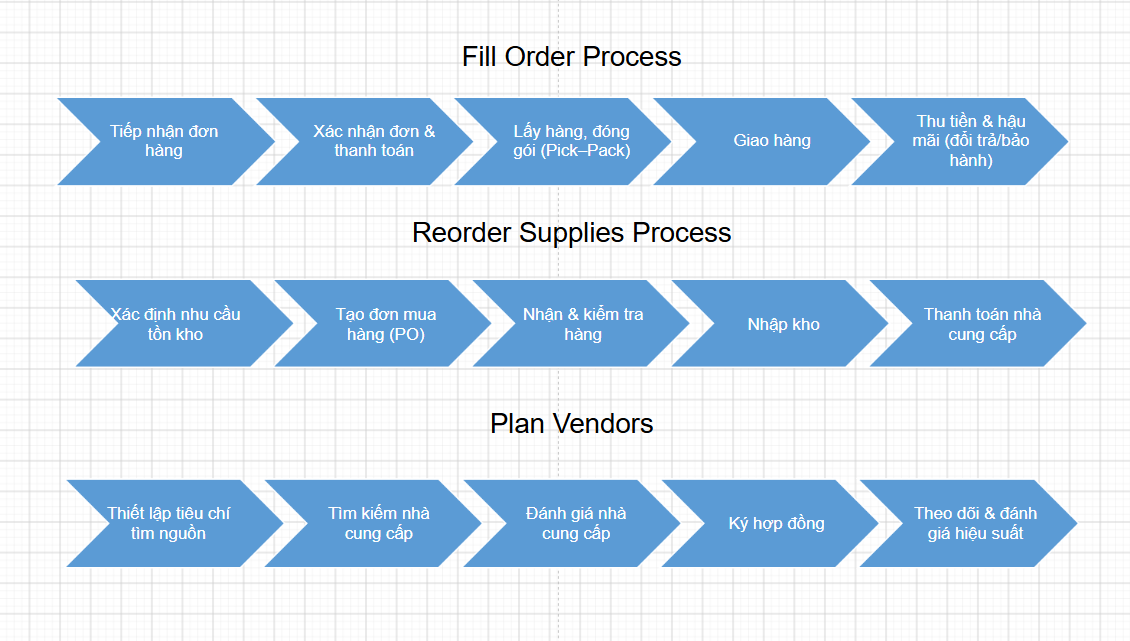 Fill Order Process
Tiếp nhận đơn
hàng
Xác nhận đơn &
thanh toán
Lấy hàng, đóng
gói (Pick–Pack)
Giao hàng
Thu tiền & hậu
mãi (đổi trả/bảo
hành)
Reorder Supplies Process
Xác định nhu cầu
tồn kho
Tạo đơn mua
hàng (PO)
Nhận & kiểm tra
hàng
Nhập kho
Thanh toán nhà
cung cấp
Plan Vendors
Thiết lập tiêu chí
tìm nguồn
Tìm kiếm nhà
cung cấp
Đánh giá nhà
cung cấp
Ký hợp đồng
Theo dõi & đánh
giá hiệu suất